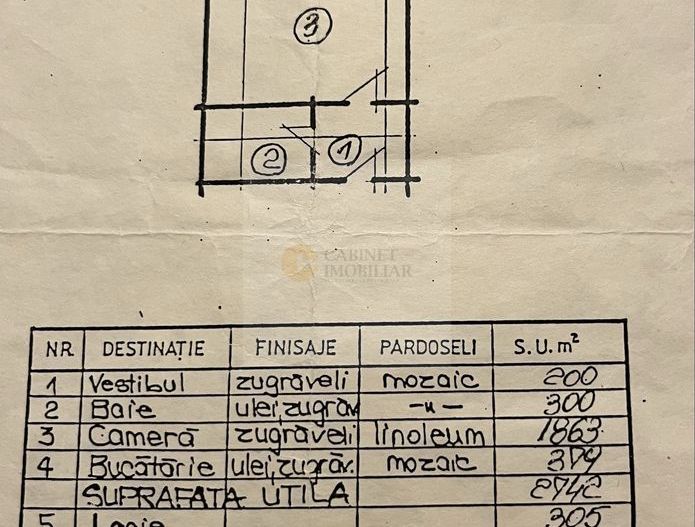 3
2
1
CABINET
IMOBILIAR
NR DESTINAȚIE FINISAJE PARDOSELI S.U. m²
1 Vestibul zugrăveli mozaic 200
2 Baie ulei, zugrăv -"- 300
3 Cameră zugrăveli linoleum 1863
4 Bucătărie ulei, zugrăv. mozaic 379
SUPRAFAȚA UTILĂ 2742
5 305